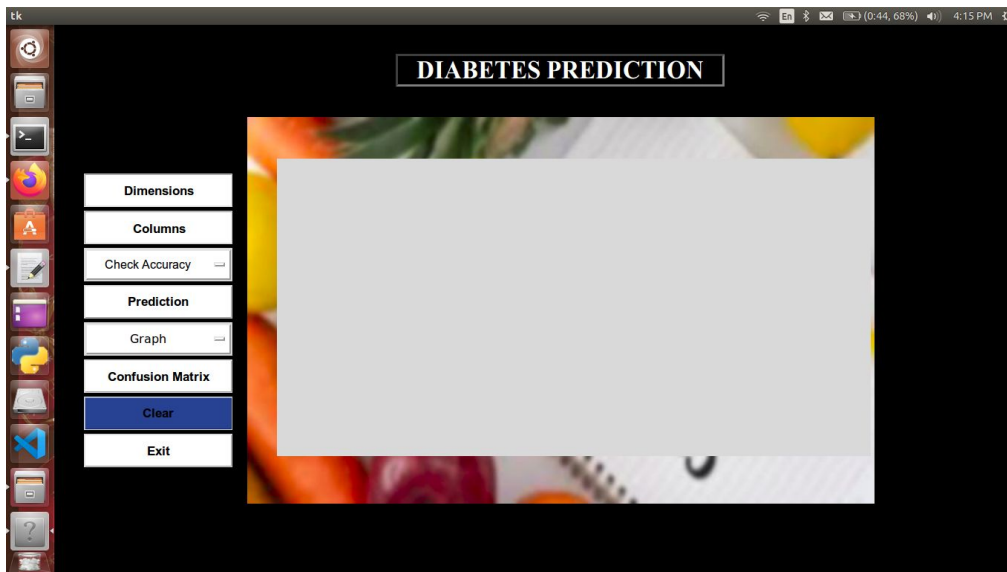 tk
En
(0:44, 68%)
4:15 PM
DIABETES PREDICTION
Dimensions
Columns
Check Accuracy
Prediction
Graph
Confusion Matrix
Clear
Exit